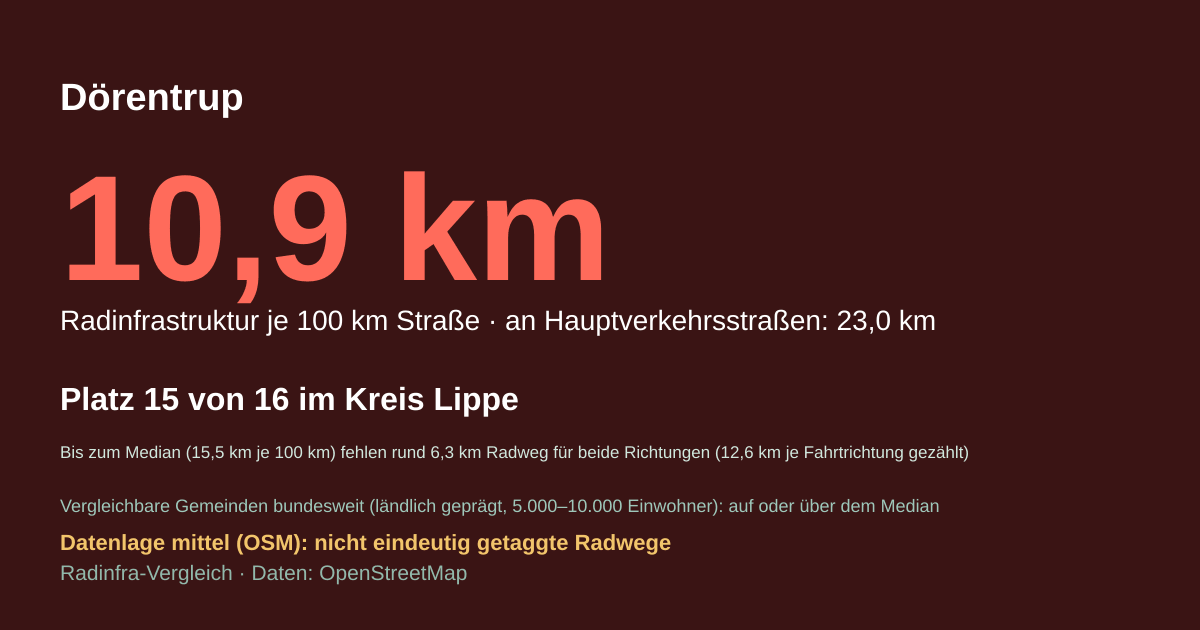 Dörentrup
10,9 km
Radinfrastruktur je 100 km Straße · an Hauptverkehrsstraßen: 23,0 km
Platz 15 von 16 im Kreis Lippe
Bis zum Median (15,5 km je 100 km) fehlen rund 6,3 km Radweg für beide Richtungen (12,6 km je Fahrtrichtung gezählt)
Vergleichbare Gemeinden bundesweit (ländlich geprägt, 5.000–10.000 Einwohner): auf oder über dem Median
Datenlage mittel (OSM): nicht eindeutig getaggte Radwege
Radinfra-Vergleich · Daten: OpenStreetMap